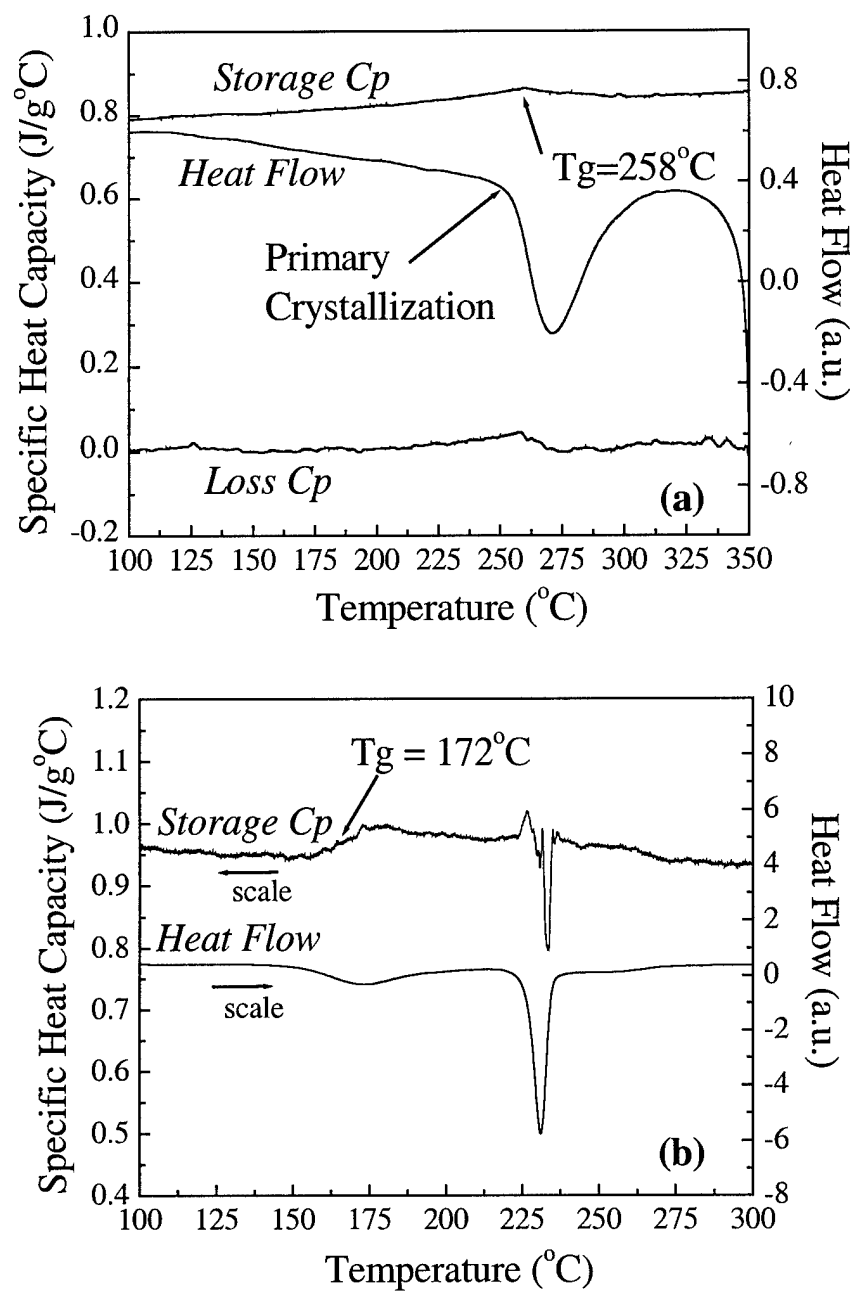 Specific Heat Capacity (J/g°C)
1.0
0.8
0.6
0.4
0.2
0.0
-0.2
Storage Cp
Heat Flow
Tg=258°C
Primary
Crystallization
Loss Cp
(a)
0.8
0.4
0.0
-0.4
-0.8
Heat Flow (a.u.)
100 125 150 175 200 225 250 275 300 325 350
Temperature (°C)
Specific Heat Capacity (J/g°C)
1.2
1.1
1.0
0.9
0.8
0.7
0.6
0.5
0.4
Tg = 172°C
Storage Cp
scale
Heat Flow
scale
(b)
10
8
6
4
2
0
-2
-4
-6
-8
Heat Flow (a.u.)
100 125 150 175 200 225 250 275 300
Temperature (°C)